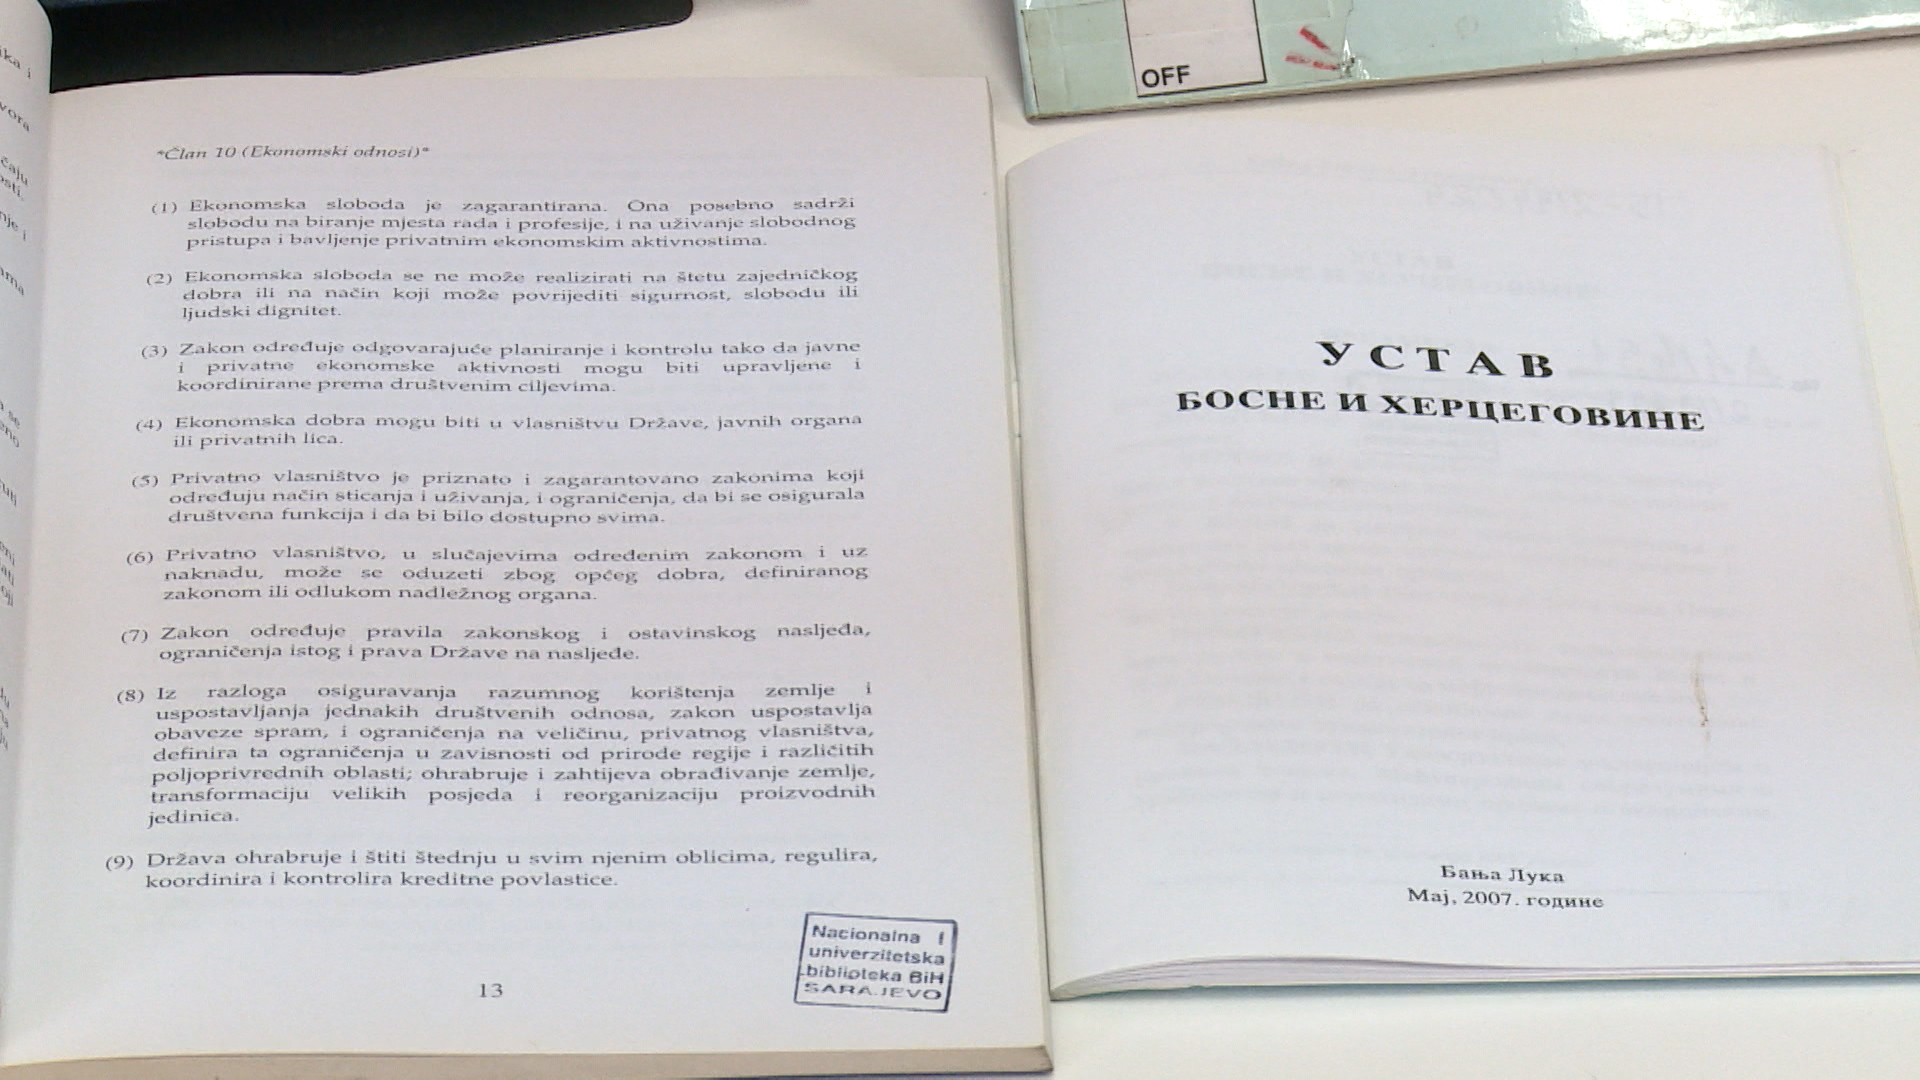 *Član 10 (Ekonomski odnosi)*
(1) Ekonomska sloboda je zagarantirana. Ona posebno sadrži
slobodu na biranje mjesta rada i profesije, i na uživanje slobodnog
pristupa i bavljenje privatnim ekonomskim aktivnostima.
(2) Ekonomska sloboda se ne može realizirati na štetu zajedničkog
dobra ili na način koji može povrijediti sigurnost, slobodu ili
ljudski dignitet.
(3) Zakon određuje odgovarajuće planiranje i kontrolu tako da javne
i privatne ekonomske aktivnosti mogu biti upravljene i
koordinirane prema društvenim ciljevima.
(4) Ekonomska dobra mogu biti u vlasništvu Države, javnih organa
ili privatnih lica.
(5) Privatno vlasništvo je priznato i zagarantovano zakonima koji
određuju način sticanja i uživanja, i ograničenja, da bi se osigurala
društvena funkcija i da bi bilo dostupno svima.
(6) Privatno vlasništvo, u slučajevima određenim zakonom i uz
naknadu, može se oduzeti zbog općeg dobra, definiranog
zakonom ili odlukom nadležnog organa.
(7) Zakon određuje pravila zakonskog i ostavinskog nasljeđa,
ograničenja istog i prava Države na nasljeđe.
(8) Iz razloga osiguravanja razumnog korištenja zemlje i
uspostavljanja jednakih društvenih odnosa, zakon uspostavlja
obaveze spram, i ograničenja na veličinu, privatnog vlasništva,
definira ta ograničenja u zavisnosti od prirode regije i različitih
poljoprivrednih oblasti; ohrabruje i zahtijeva obrađivanje zemlje,
transformaciju velikih posjeda i reorganizaciju proizvodnih
jedinica.
(9) Država ohrabruje i štiti štednju u svim njenim oblicima, regulira,
koordinira i kontrolira kreditne povlastice.
13
Nacionalna I
univerzitetska
biblioteka BiH
SARAJEVO
OFF
УСТАВ
БОСНЕ И ХЕРЦЕГОВИНЕ
Бања Лука
Мај, 2007. године